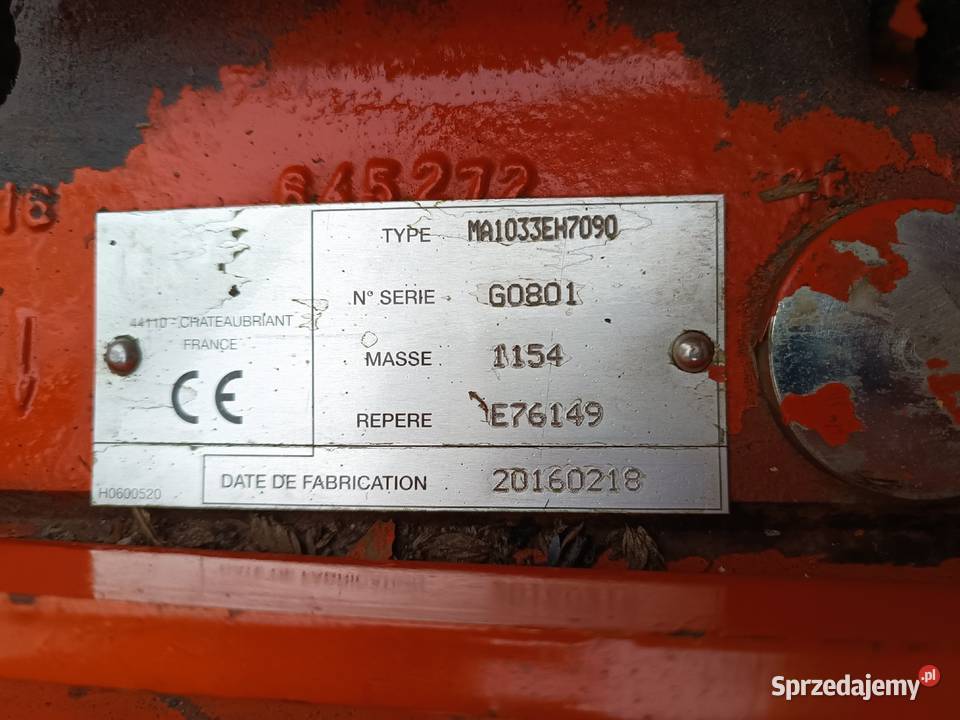 16 645272
TYPE MA1033EH7090
N° SERIE G0801
44110 - CHATEAUBRIANT
FRANCE
MASSE 1154
CE
REPERE E76149
DATE DE FABRICATION 20160218
H0600520
Sprzedajemy.pl